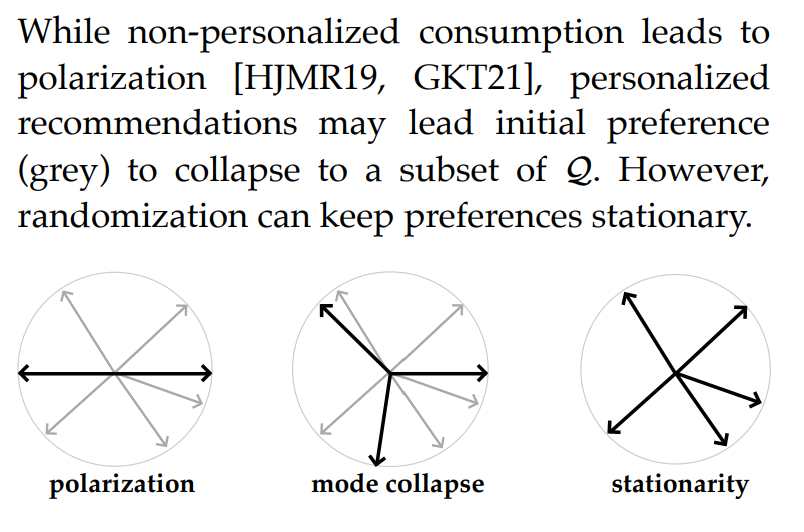 While non-personalized consumption leads to
polarization [HJMR19, GKT21], personalized
recommendations may lead initial preference
(grey) to collapse to a subset of 𝒬. However,
randomization can keep preferences stationary.
polarization
mode collapse
stationarity